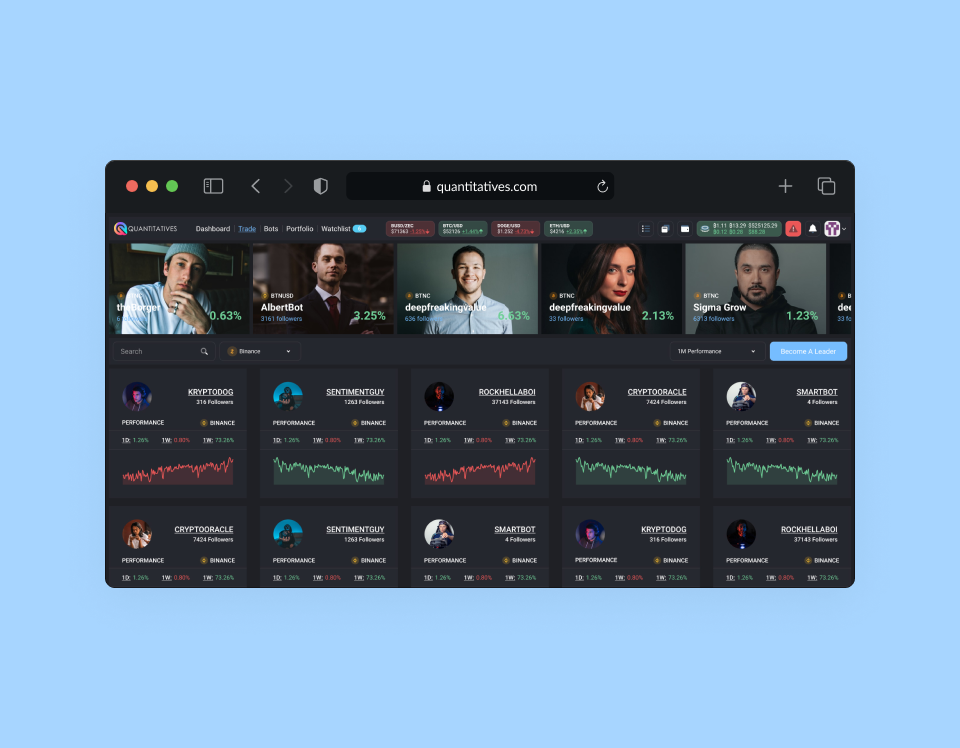 quantitatives.com
QUANTITATIVES Dashboard Trade Bots Portfolio Watchlist 6
BUSD/ZEC BTC/USD DOGE/USD ETH/USD
$71363 $52126 $1.252 $4216
$1.11 $13.29 $525125.29
$0.12 $0.28 $88.28
BTNC BTNUSD BTNC BTNC BTNC B
theBorger AlbertBot deepfreakingvalue deepfreakingvalue Sigma Grow
0.63% 3.25% 6.63% 2.13% 1.23%
3161 followers 636 followers 33 followers 6313 followers
Search Binance 1M Performance Become A Leader
KRYPTODOG SENTIMENTGUY ROCKHELLABOI CRYPTOORACLE SMARTBOT
316 Followers 1263 Followers 37143 Followers 7424 Followers 4 Followers
PERFORMANCE BINANCE PERFORMANCE BINANCE PERFORMANCE BINANCE PERFORMANCE BINANCE PERFORMANCE BINANCE
1D: 1.26% 1W: 0.80% 1W: 73.26% 1D: 1.26% 1W: 0.80% 1W: 73.26% 1D: 1.26% 1W: 0.80% 1W: 73.26% 1D: 1.26% 1W: 0.80% 1W: 73.26% 1D: 1.26% 1W: 0.80% 1W: 73.26%
CRYPTOORACLE SENTIMENTGUY SMARTBOT KRYPTODOG ROCKHELLABOI
7424 Followers 1263 Followers 4 Followers 316 Followers 37143 Followers
PERFORMANCE BINANCE PERFORMANCE BINANCE PERFORMANCE BINANCE PERFORMANCE BINANCE PERFORMANCE BINANCE
1D: 1.26% 1W: 0.80% 1W: 73.26% 1D: 1.26% 1W: 0.80% 1W: 73.26% 1D: 1.26% 1W: 0.80% 1W: 73.26% 1D: 1.26% 1W: 0.80% 1W: 73.26% 1D: 1.26% 1W: 0.80% 1W: 73.26%